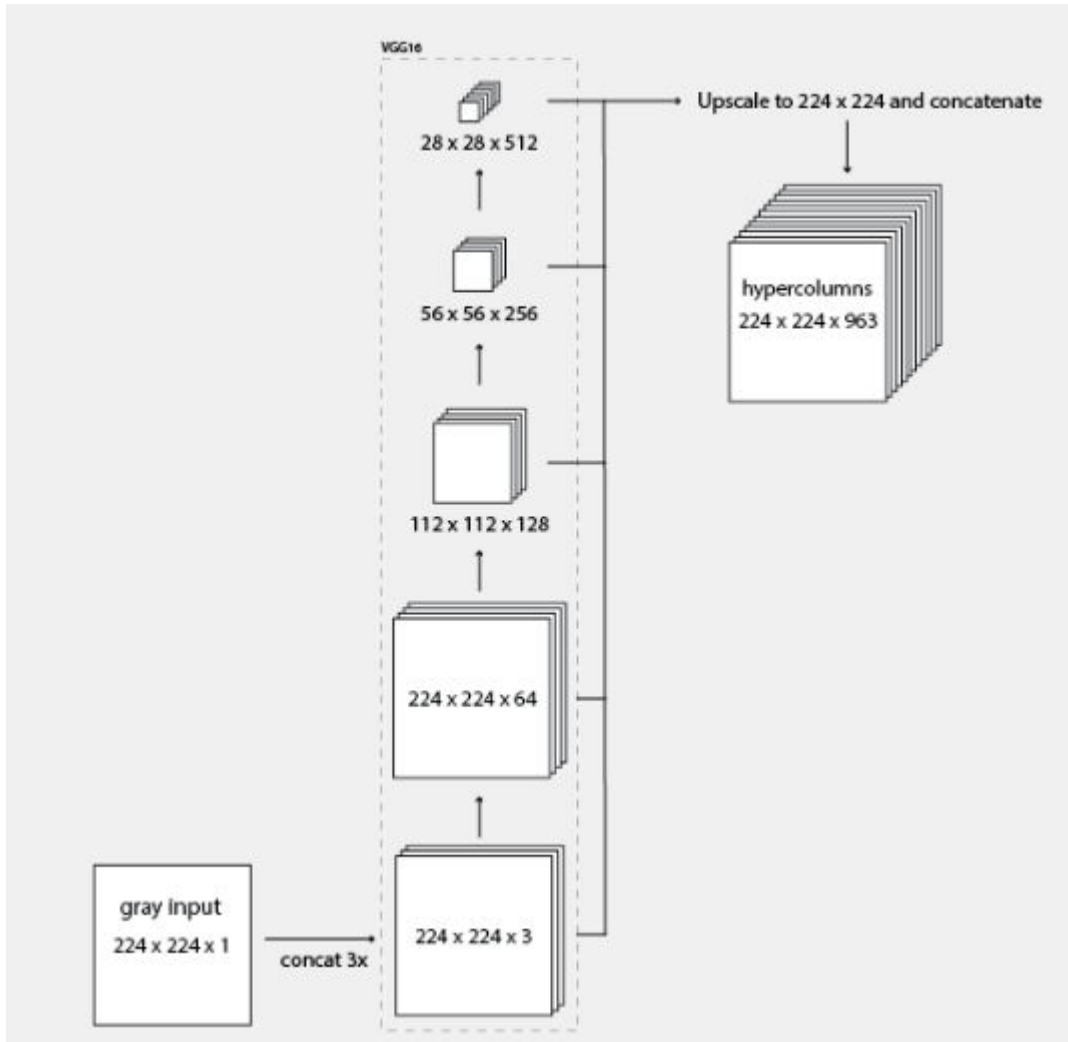 VGG16
28 x 28 x 512
Upscale to 224 x 224 and concatenate
56 x 56 x 256
hypercolumns
224 x 224 x 963
112 x 112 x 128
224 x 224 x 64
gray input
224 x 224 x 1
concat 3x
224 x 224 x 3